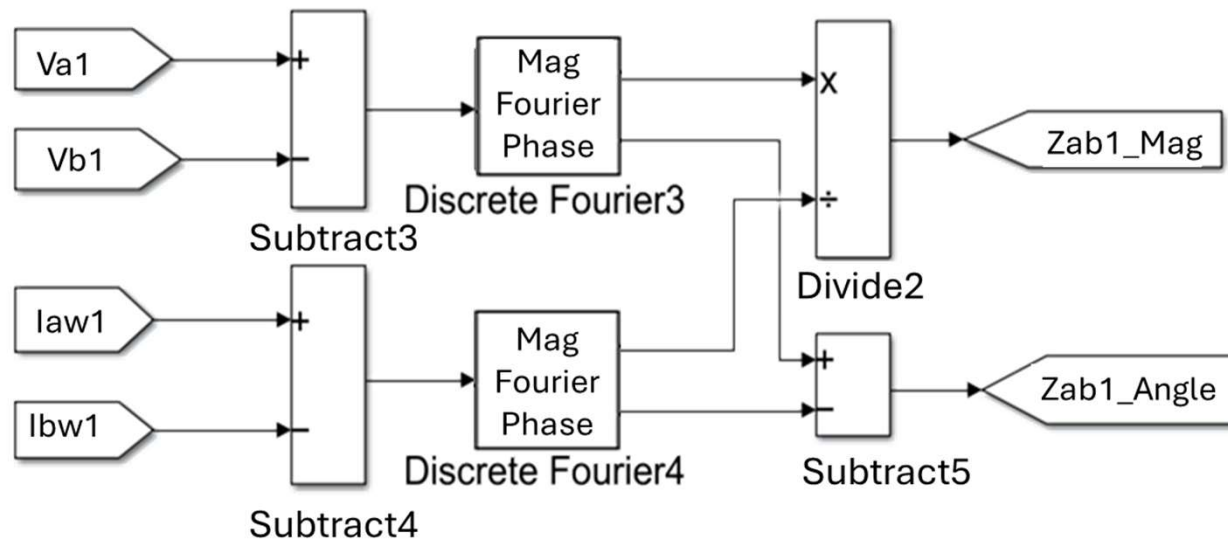 Va1
+
Vb1
−
Subtract3
Mag
Fourier
Phase
Discrete Fourier3
×
÷
Divide2
Zab1_Mag
Iaw1
+
Ibw1
−
Subtract4
Mag
Fourier
Phase
Discrete Fourier4
+
−
Subtract5
Zab1_Angle